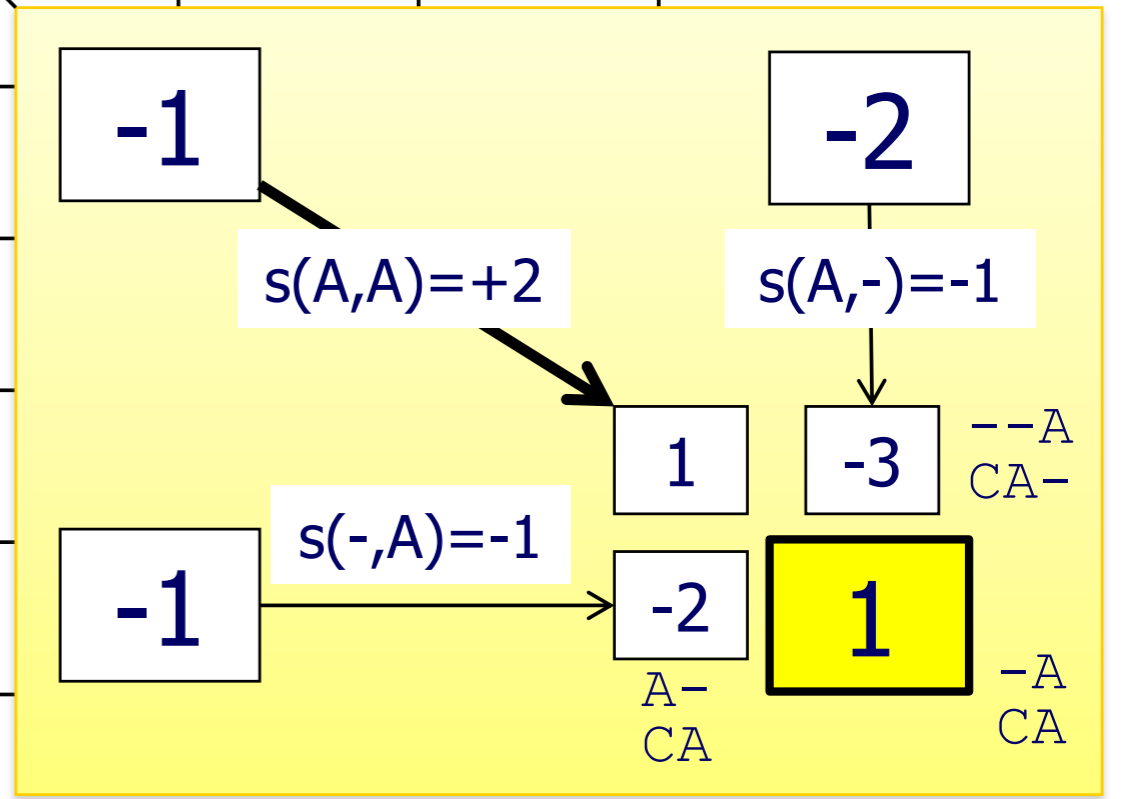 -1
-2
s(A,A)=+2
s(A,-)=-1
1
-3
--A
CA-
s(-,A)=-1
-1
-2
1
A-
CA
-A
CA